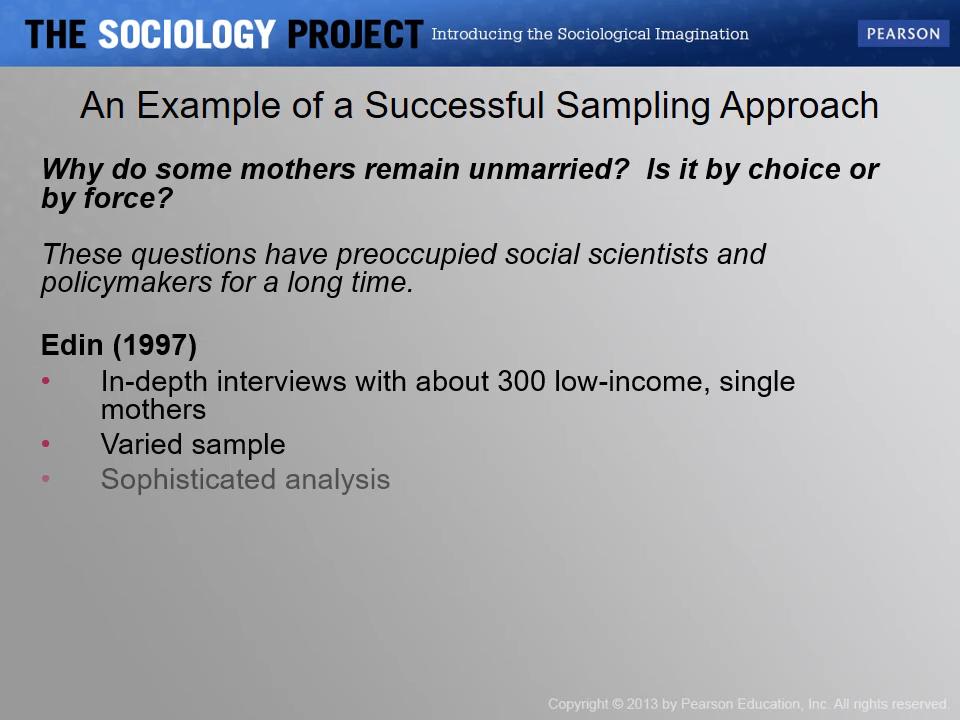 THE SOCIOLOGY PROJECT Introducing the Sociological Imagination PEARSON
An Example of a Successful Sampling Approach
Why do some mothers remain unmarried?  Is it by choice or
by force?
These questions have preoccupied social scientists and
policymakers for a long time.
Edin (1997)
• In-depth interviews with about 300 low-income, single
mothers
• Varied sample
• Sophisticated analysis
Copyright © 2013 by Pearson Education, Inc. All rights reserved.